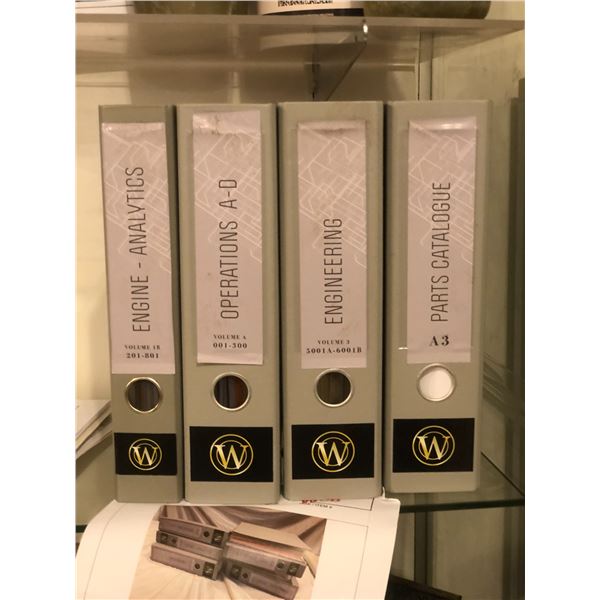 ENGINE - ANALYTICS
VOLUME 1B
201-801
W
OPERATIONS A-D
VOLUME A
001-300
W
ENGINEERING
VOLUME 3
5001A-6001B
W
PARTS CATALOGUE
A3
W